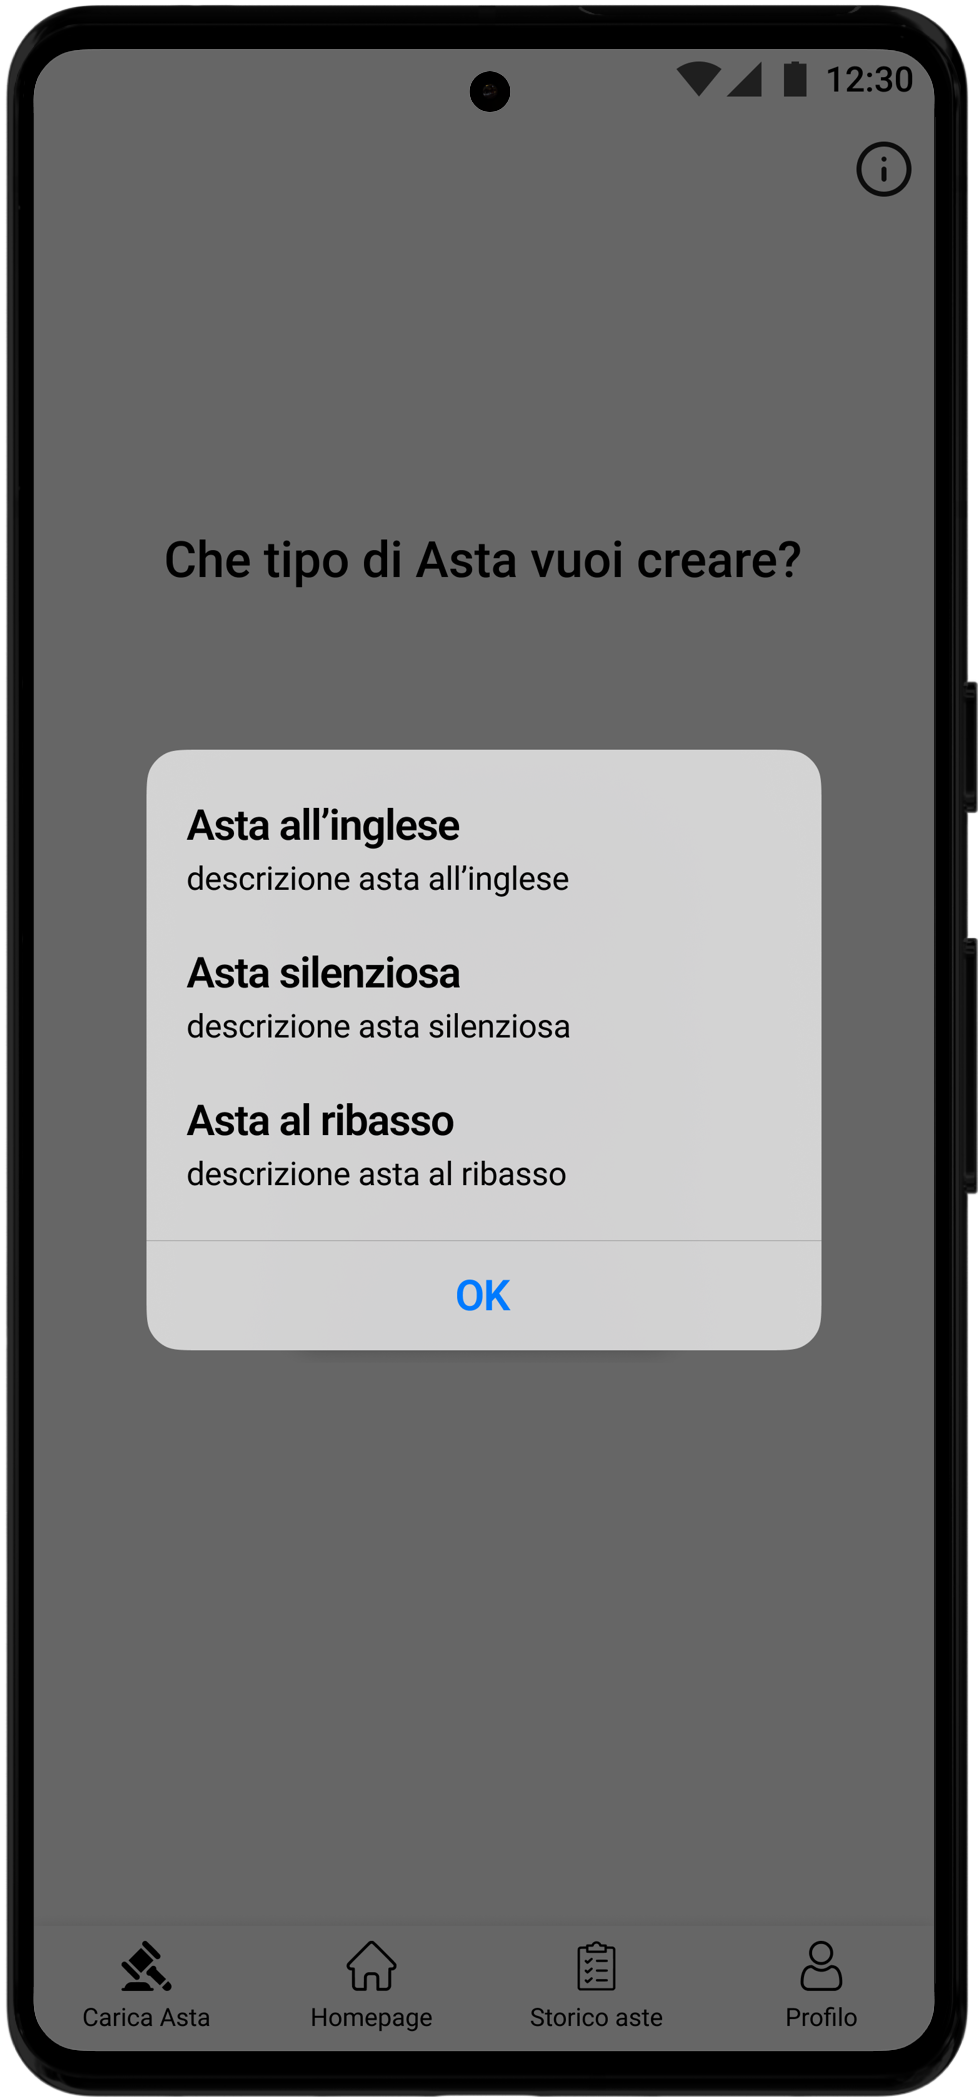 12:30
Che tipo di Asta vuoi creare?
Asta all’inglese
descrizione asta all’inglese
Asta silenziosa
descrizione asta silenziosa
Asta al ribasso
descrizione asta al ribasso
OK
Carica Asta
Homepage
Storico aste
Profilo